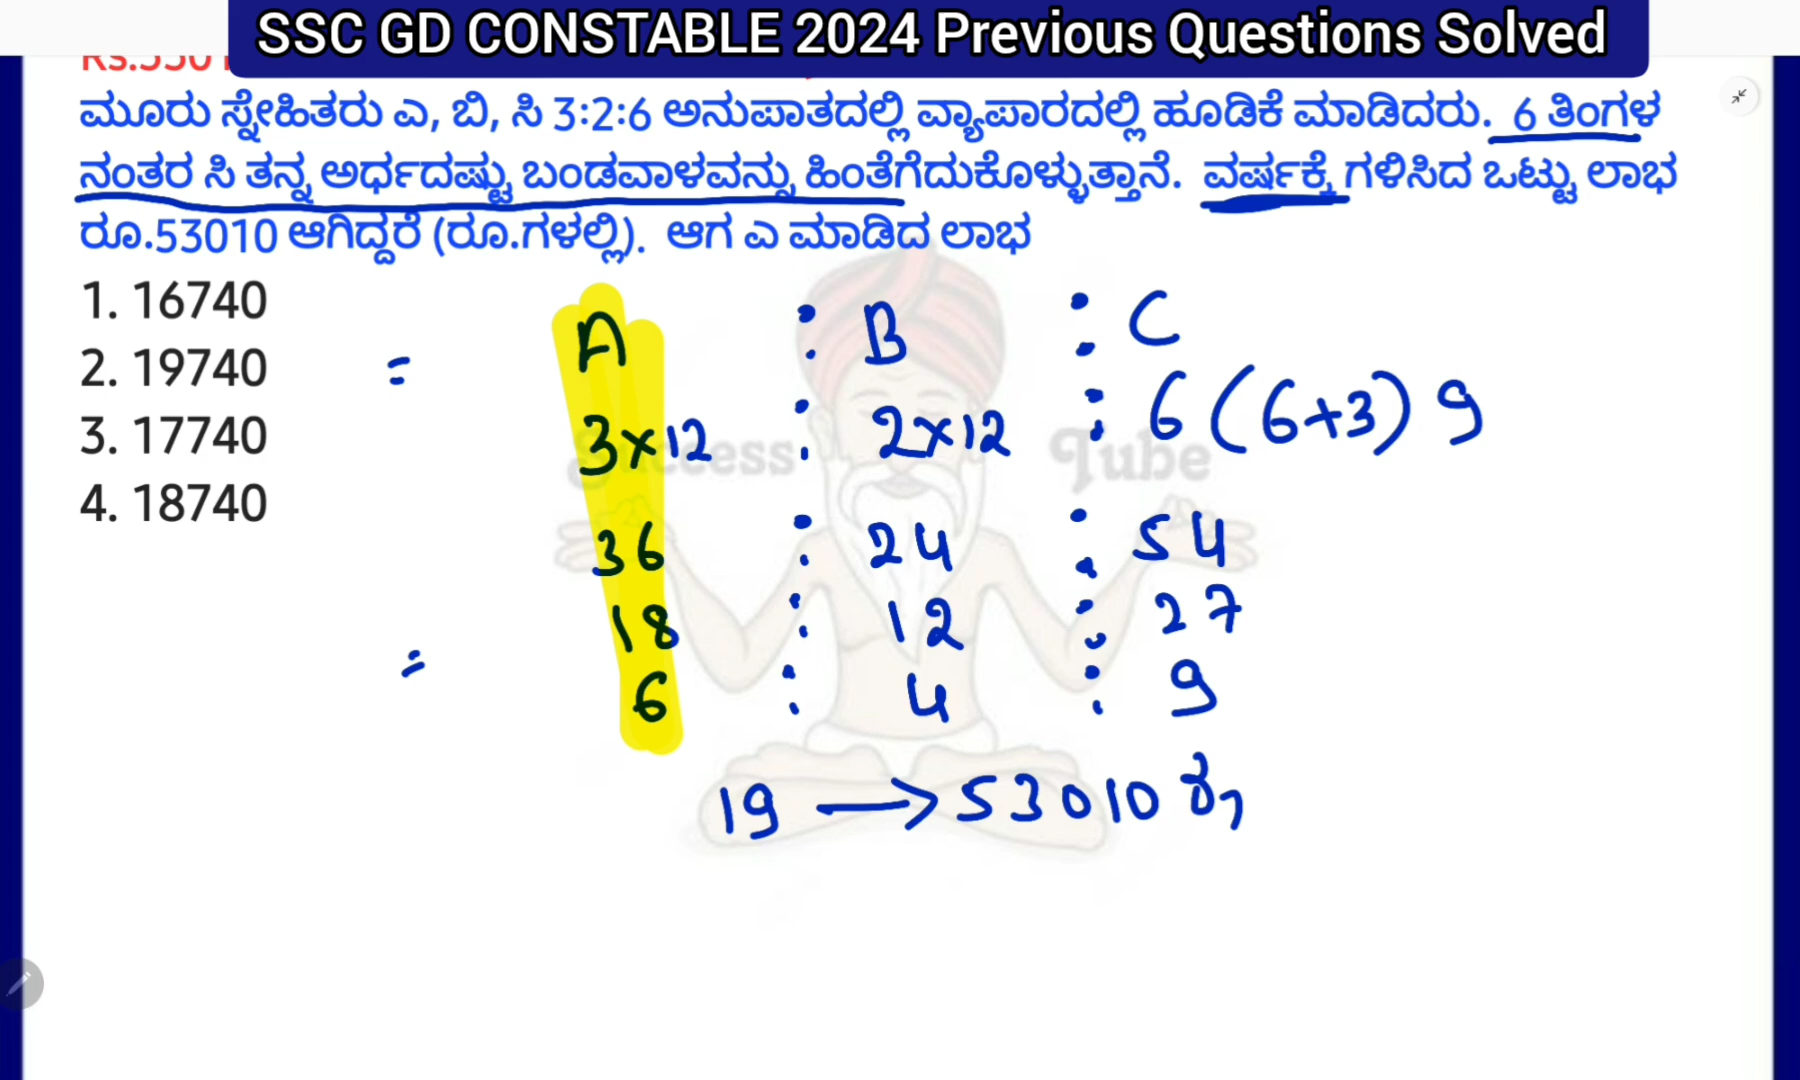 SSC GD CONSTABLE 2024 Previous Questions Solved
ಮೂರು ಸ್ನೇಹಿತರು ಎ, ಬಿ, ಸಿ 3:2:6 ಅನುಪಾತದಲ್ಲಿ ವ್ಯಾಪಾರದಲ್ಲಿ ಹೂಡಿಕೆ ಮಾಡಿದರು. 6 ತಿಂಗಳ
ನಂತರ ಸಿ ತನ್ನ ಅರ್ಧದಷ್ಟು ಬಂಡವಾಳವನ್ನು ಹಿಂತೆಗೆದುಕೊಳ್ಳುತ್ತಾನೆ. ವರ್ಷಕ್ಕೆ ಗಳಿಸಿದ ಒಟ್ಟು ಲಾಭ
ರೂ.53010 ಆಗಿದ್ದರೆ (ರೂ.ಗಳಲ್ಲಿ). ಆಗ ಎ ಮಾಡಿದ ಲಾಭ
1. 16740
2. 19740
3. 17740
4. 18740
A : B : C
= 3×12 : 2×12 : 6(6+3) 9
36 : 24 : 54
18 : 12 : 27
= 6 : 4 : 9
19 → 53010 ರೂ
Success Tube